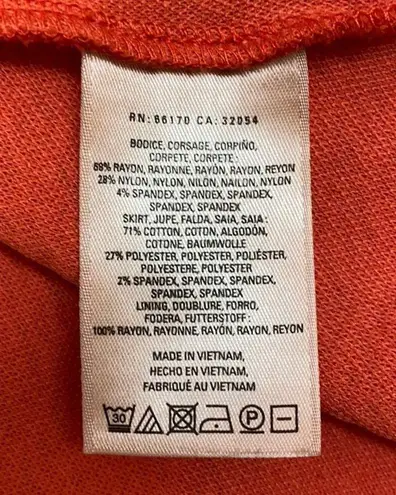 RN: 86170 CA: 32054
BODICE, CORSAGE, CORPIÑO,
CORPETE, CORPETE :
68% RAYON, RAYONNE, RAYÓN, RAYON, REYON
28% NYLON, NYLON, NILÓN, NAILON, NYLON
4% SPANDEX, SPANDEX, SPANDEX,
SPANDEX, SPANDEX
SKIRT, JUPE, FALDA, SAIA, SAIA :
71% COTTON, COTON, ALGODÓN,
COTONE, BAUMWOLLE
27% POLYESTER, POLYESTER, POLIÉSTER,
POLYESTERE, POLYESTER
2% SPANDEX, SPANDEX, SPANDEX,
SPANDEX, SPANDEX
LINING, DOUBLURE, FORRO,
FODERA, FUTTERSTOFF :
100% RAYON, RAYONNE, RAYÓN, RAYON, REYON
MADE IN VIETNAM,
HECHO EN VIETNAM,
FABRIQUÉ AU VIETNAM
30 P